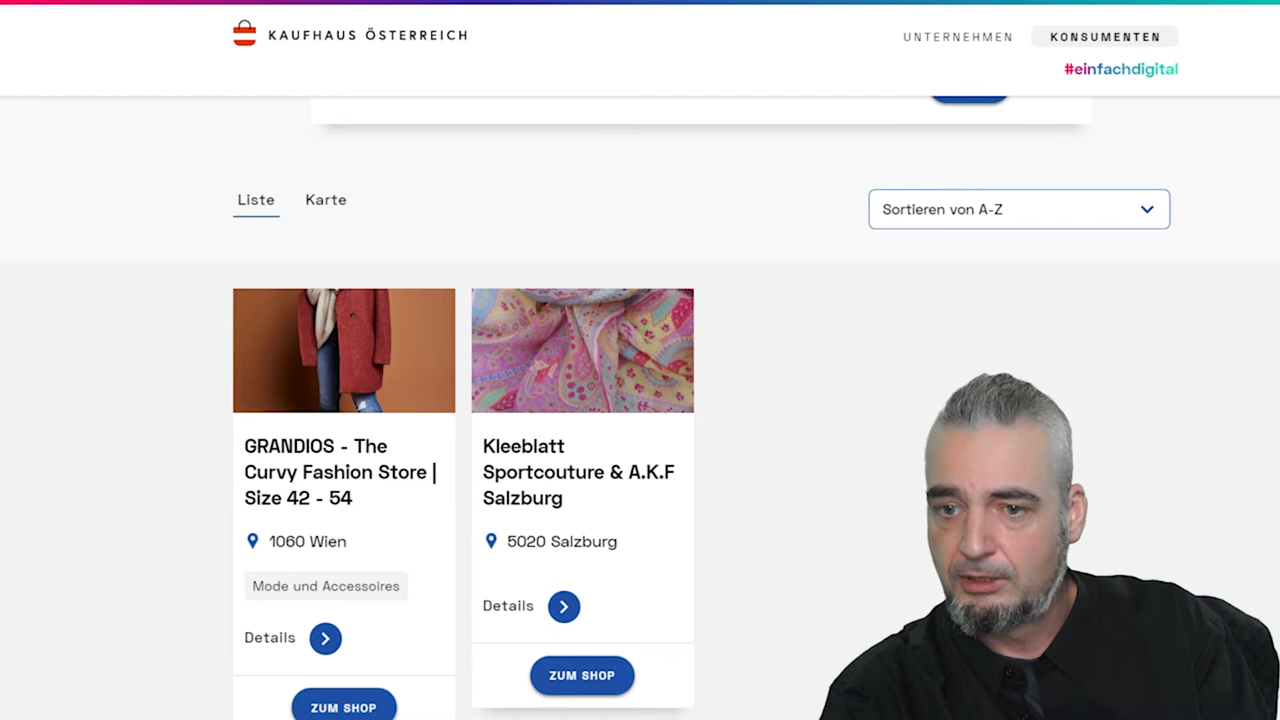 KAUFHAUS ÖSTERREICH
UNTERNEHMEN
KONSUMENTEN
#einfachdigital
Liste
Karte
Sortieren von A-Z
GRANDIOS - The
Curvy Fashion Store |
Size 42 - 54
1060 Wien
Mode und Accessoires
Details
ZUM SHOP
Kleeblatt
Sportcouture & A.K.F
Salzburg
5020 Salzburg
Details
ZUM SHOP